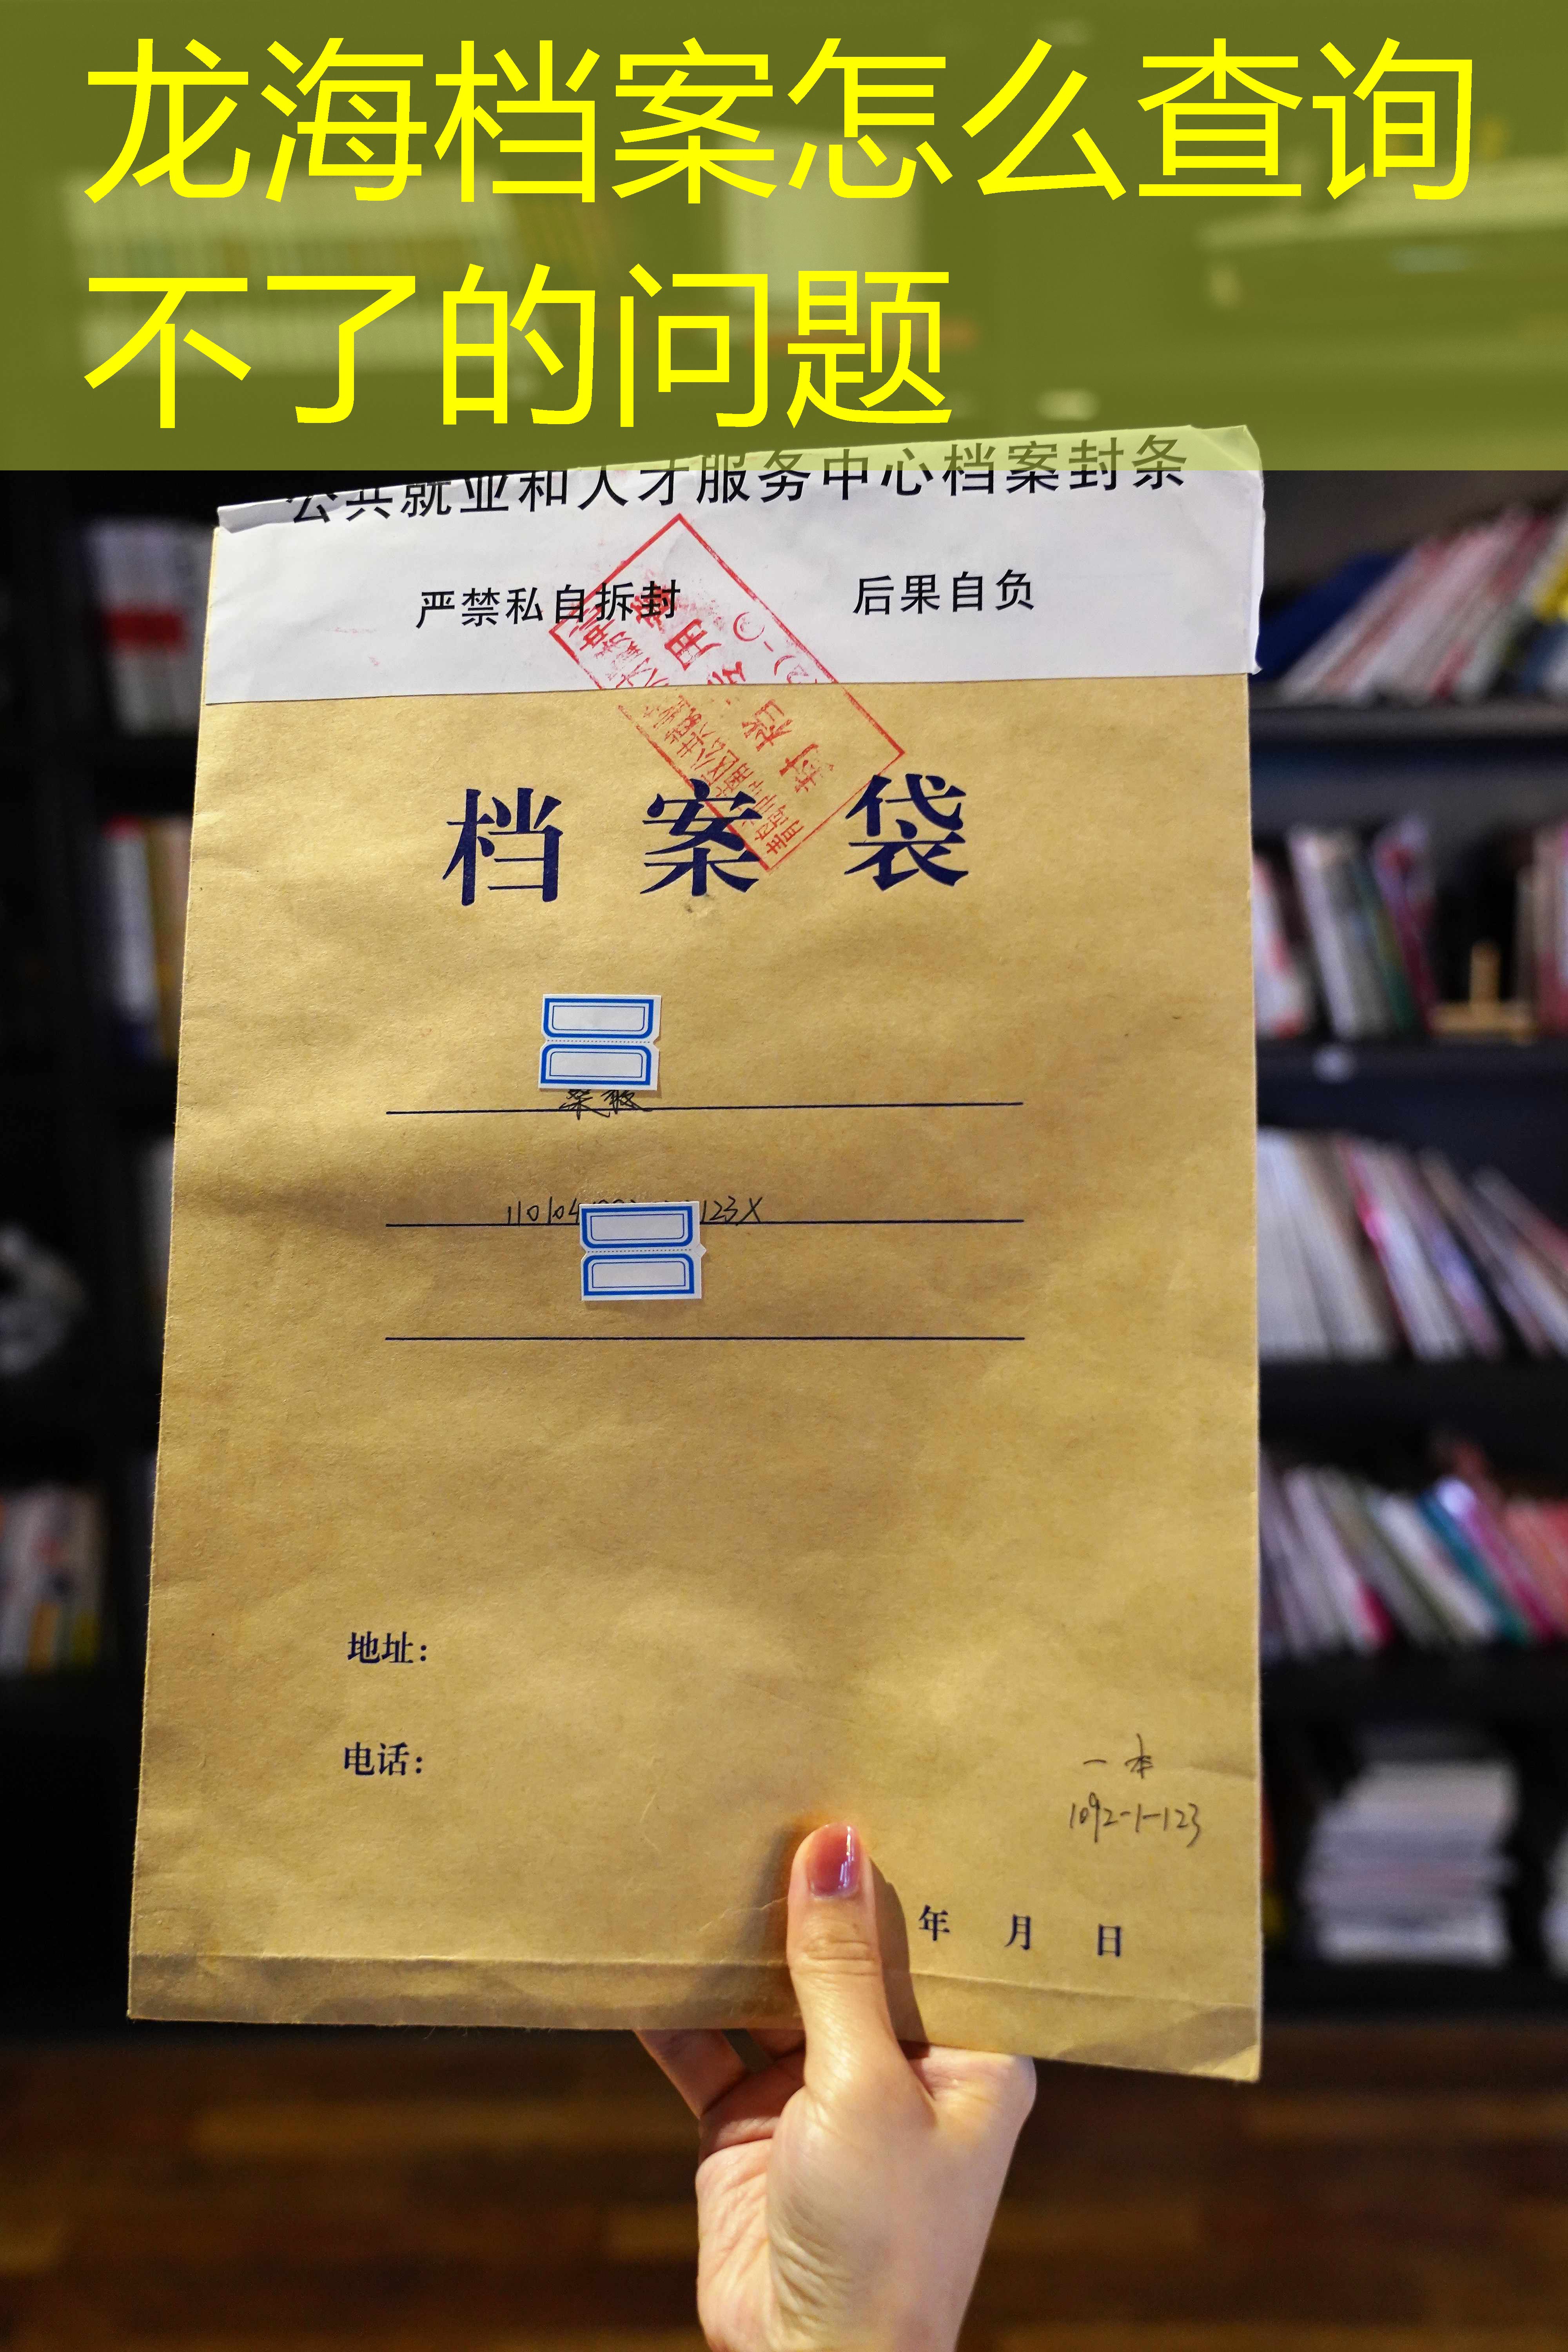 龙海档案怎么查询
不了的问题
公共就业和人才服务中心档案封条
严禁私自拆封 后果自负
档案袋
123X
地址：
电话：
一本
1092-1-123
年 月 日